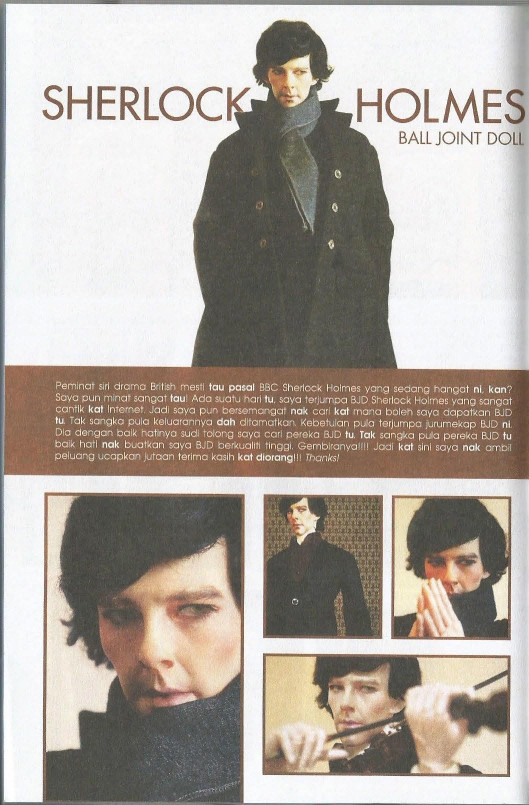 SHERLOCK HOLMES
BALL JOINT DOLL
Peminat siri drama British mesti tau pasal BBC Sherlock Holmes yang sedang hangat ni, kan?
Saya pun minat sangat tau! Ada suatu hari tu, saya terjumpa BJD Sherlock Holmes yang sangat
cantik kat internet. Jadi saya pun bersemangat nak cari kat mana boleh saya dapatkan BJD
tu. Tak sangka pula keluarannya dah ditamatkan. Kebetulan pula terjumpa jurumekap BJD ni.
Dia dengan baik hatinya sudi tolong saya cari pereka BJD tu. Tak sangka pula pereka BJD tu
baik hati nak buatkan saya BJD berkualiti tinggi. Gembiranya!!!! Jadi kat sini saya nak ambil
peluang ucapkan jutaan terima kasih kat diorang!!! Thanks!